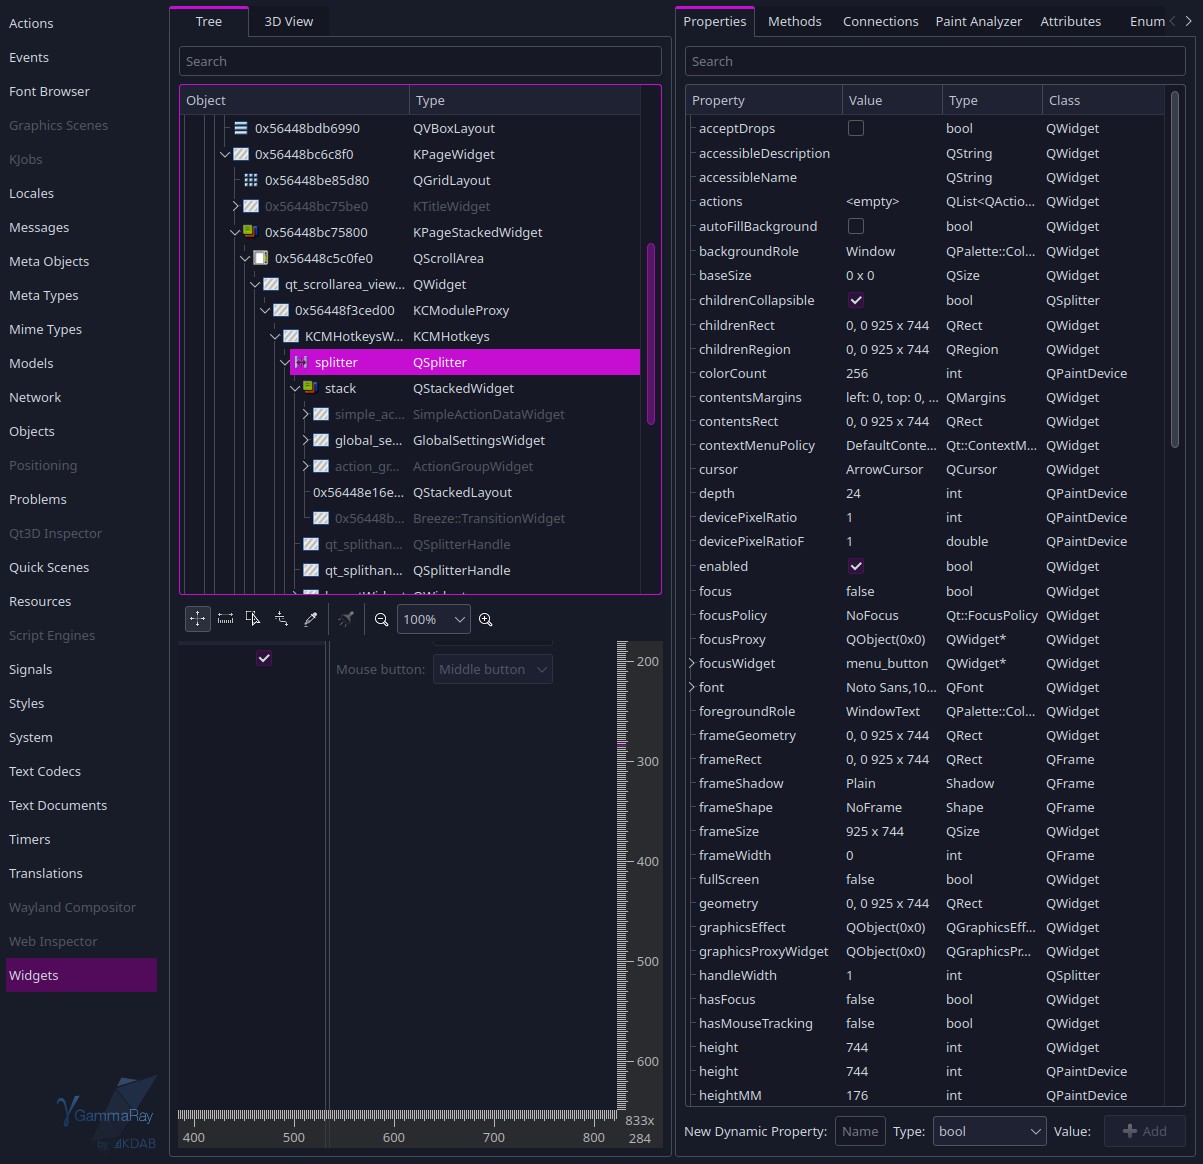 Actions
Events
Font Browser
Graphics Scenes
KJobs
Locales
Messages
Meta Objects
Meta Types
Mime Types
Models
Network
Objects
Positioning
Problems
Qt3D Inspector
Quick Scenes
Resources
Script Engines
Signals
Styles
System
Text Codecs
Text Documents
Timers
Translations
Wayland Compositor
Web Inspector
Widgets
GammaRay
by KDAB
Tree 3D View
Search
Object Type
0x56448bdb6990 QVBoxLayout
0x56448bc6c8f0 KPageWidget
0x56448be85d80 QGridLayout
0x56448bc75be0 KTitleWidget
0x56448bc75800 KPageStackedWidget
0x56448c5c0fe0 QScrollArea
qt_scrollarea_view... QWidget
0x56448f3ced00 KCModuleProxy
KCMHotkeysW... KCMHotkeys
splitter QSplitter
stack QStackedWidget
simple_ac... SimpleActionDataWidget
global_se... GlobalSettingsWidget
action_gr... ActionGroupWidget
0x56448e16e... QStackedLayout
0x56448b... Breeze::TransitionWidget
qt_splithan... QSplitterHandle
qt_splithan... QSplitterHandle
100%
Mouse button: Middle button
200
300
400
500
600
400 500 600 700 800
833x
284
Properties Methods Connections Paint Analyzer Attributes Enum
Search
Property Value Type Class
acceptDrops bool QWidget
accessibleDescription QString QWidget
accessibleName QString QWidget
actions <empty> QList<QActio... QWidget
autoFillBackground bool QWidget
backgroundRole Window QPalette::Col... QWidget
baseSize 0 x 0 QSize QWidget
childrenCollapsible bool QSplitter
childrenRect 0, 0 925 x 744 QRect QWidget
childrenRegion 0, 0 925 x 744 QRegion QWidget
colorCount 256 int QPaintDevice
contentsMargins left: 0, top: 0, ... QMargins QWidget
contentsRect 0, 0 925 x 744 QRect QWidget
contextMenuPolicy DefaultConte... Qt::ContextM... QWidget
cursor ArrowCursor QCursor QWidget
depth 24 int QPaintDevice
devicePixelRatio 1 int QPaintDevice
devicePixelRatioF 1 double QPaintDevice
enabled bool QWidget
focus false bool QWidget
focusPolicy NoFocus Qt::FocusPolicy QWidget
focusProxy QObject(0x0) QWidget* QWidget
focusWidget menu_button QWidget* QWidget
font Noto Sans,10... QFont QWidget
foregroundRole WindowText QPalette::Col... QWidget
frameGeometry 0, 0 925 x 744 QRect QWidget
frameRect 0, 0 925 x 744 QRect QFrame
frameShadow Plain Shadow QFrame
frameShape NoFrame Shape QFrame
frameSize 925 x 744 QSize QWidget
frameWidth 0 int QFrame
fullScreen false bool QWidget
geometry 0, 0 925 x 744 QRect QWidget
graphicsEffect QObject(0x0) QGraphicsEff... QWidget
graphicsProxyWidget QObject(0x0) QGraphicsPr... QWidget
handleWidth 1 int QSplitter
hasFocus false bool QWidget
hasMouseTracking false bool QWidget
height 744 int QWidget
height 744 int QPaintDevice
heightMM 176 int QPaintDevice
New Dynamic Property: Name Type: bool Value: Add